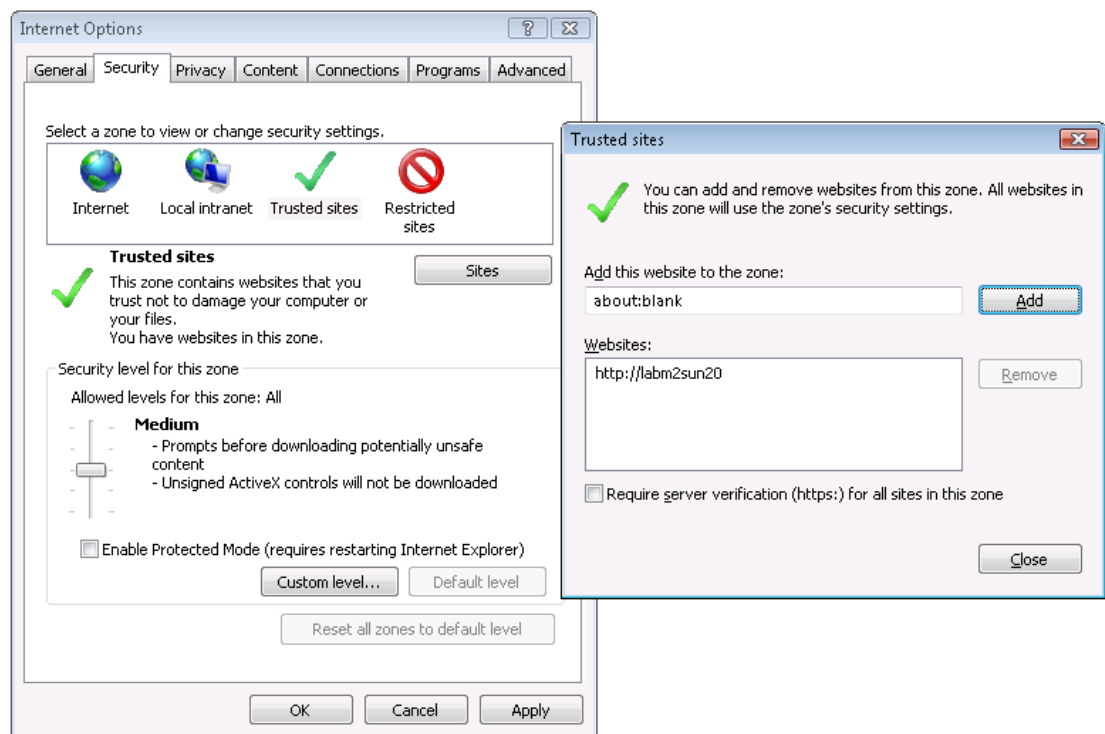 Internet Options
General Security Privacy Content Connections Programs Advanced
Select a zone to view or change security settings.
Internet
Local intranet
Trusted sites
Restricted
sites
Trusted sites
This zone contains websites that you
trust not to damage your computer or
your files.
You have websites in this zone.
Sites
Security level for this zone
Allowed levels for this zone: All
Medium
- Prompts before downloading potentially unsafe
content
- Unsigned ActiveX controls will not be downloaded
Enable Protected Mode (requires restarting Internet Explorer)
Custom level... Default level
Reset all zones to default level
OK Cancel Apply
Trusted sites
You can add and remove websites from this zone. All websites in
this zone will use the zone's security settings.
Add this website to the zone:
about:blank
Add
Websites:
http://labm2sun20
Remove
Require server verification (https:) for all sites in this zone
Close